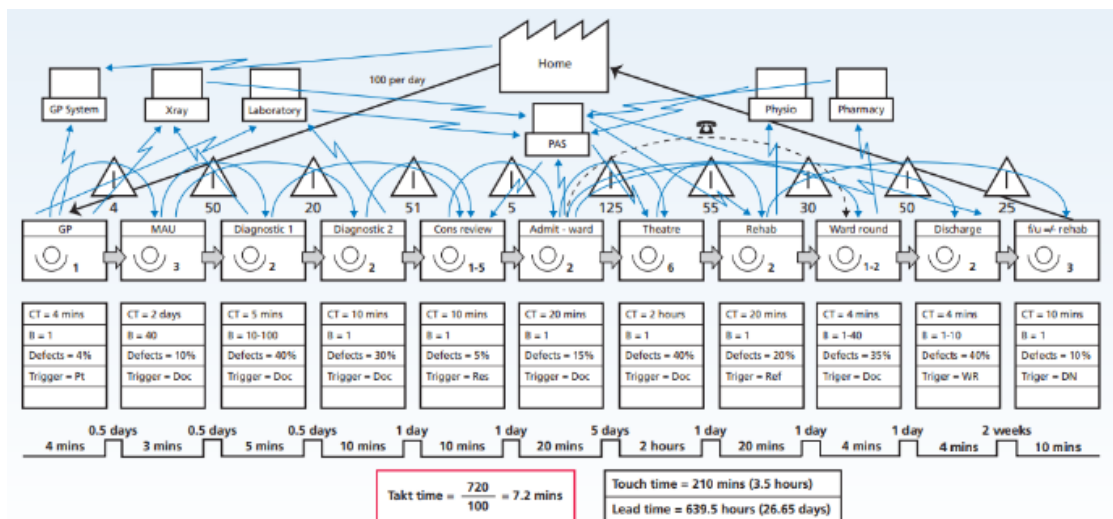 Home
100 per day
GP System
Xray
Laboratory
PAS
Physio
Pharmacy
4
50
20
51
5
125
55
30
50
25
GP
MAU
Diagnostic 1
Diagnostic 2
Cons review
Admit - ward
Theatre
Rehab
Ward round
Discharge
f/u +/- rehab
1
3
2
2
1-5
2
6
2
1-2
2
3
CT = 4 mins
B = 1
Defects = 4%
Trigger = Pt
CT = 2 days
B = 40
Defects = 10%
Trigger = Doc
CT = 5 mins
B = 10-100
Defects = 40%
Trigger = Doc
CT = 10 mins
B = 1
Defects = 30%
Trigger = Doc
CT = 10 mins
B = 1
Defects = 5%
Trigger = Res
CT = 20 mins
B = 1
Defects = 15%
Trigger = Doc
CT = 2 hours
B = 1
Defects = 40%
Trigger = Doc
CT = 20 mins
B = 1
Defects = 20%
Triger = Ref
CT = 4 mins
B = 1-40
Defects = 35%
Triger = Doc
CT = 4 mins
B = 1-10
Defects = 40%
Triger = WR
CT = 10 mins
B = 1
Defects = 10%
Triger = DN
0.5 days
0.5 days
0.5 days
1 day
1 day
5 days
1 day
1 day
1 day
2 weeks
4 mins
3 mins
5 mins
10 mins
10 mins
20 mins
2 hours
20 mins
4 mins
4 mins
10 mins
Takt time = 720
100
= 7.2 mins
Touch time = 210 mins (3.5 hours)
Lead time = 639.5 hours (26.65 days)